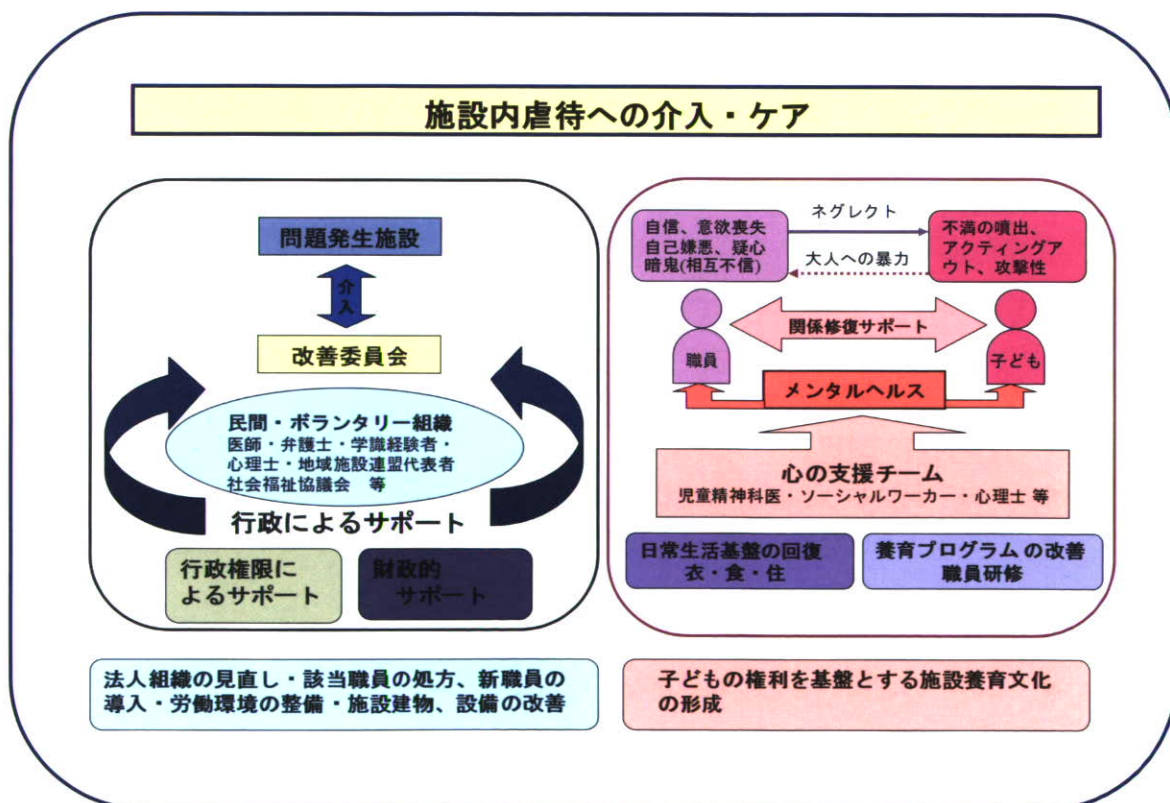 施設内虐待への介入・ケア
問題発生施設
介入
改善委員会
民間・ボランタリー組織
医師・弁護士・学識経験者・
心理士・地域施設連盟代表者
社会福祉協議会　等
行政によるサポート
行政権限に
よるサポート
財政的
サポート
法人組織の見直し・該当職員の処方、新職員の
導入・労働環境の整備・施設建物、設備の改善
自信、意欲喪失
自己嫌悪、疑心
暗鬼(相互不信)
ネグレクト
大人への暴力
不満の噴出、
アクティングア
ウト、攻撃性
関係修復サポート
職員
子ども
メンタルヘルス
心の支援チーム
児童精神科医・ソーシャルワーカー・心理士 等
日常生活基盤の回復
衣・食・住
養育プログラムの改善
職員研修
子どもの権利を基盤とする施設養育文化
の形成